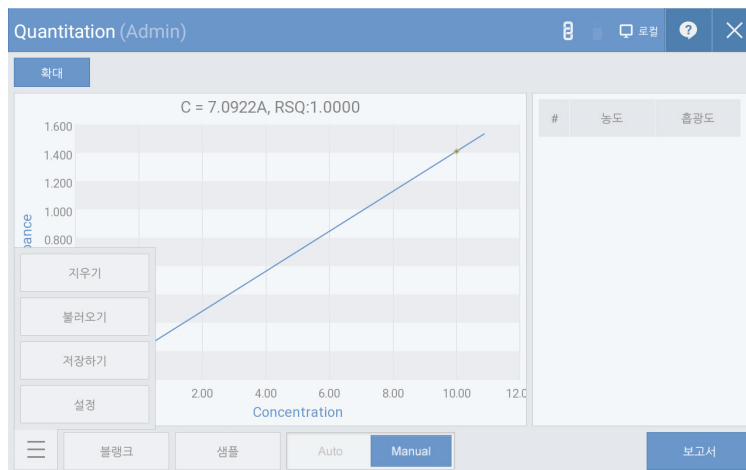 Quantitation (Admin)
로컬
?
확대
C = 7.0922A, RSQ:1.0000
# 농도 흡광도
1.600
1.400
1.200
1.000
0.800
지우기
불러오기
저장하기
설정
2.00 4.00 6.00 8.00 10.00 12.0
Concentration
블랭크 샘플 Auto Manual 보고서